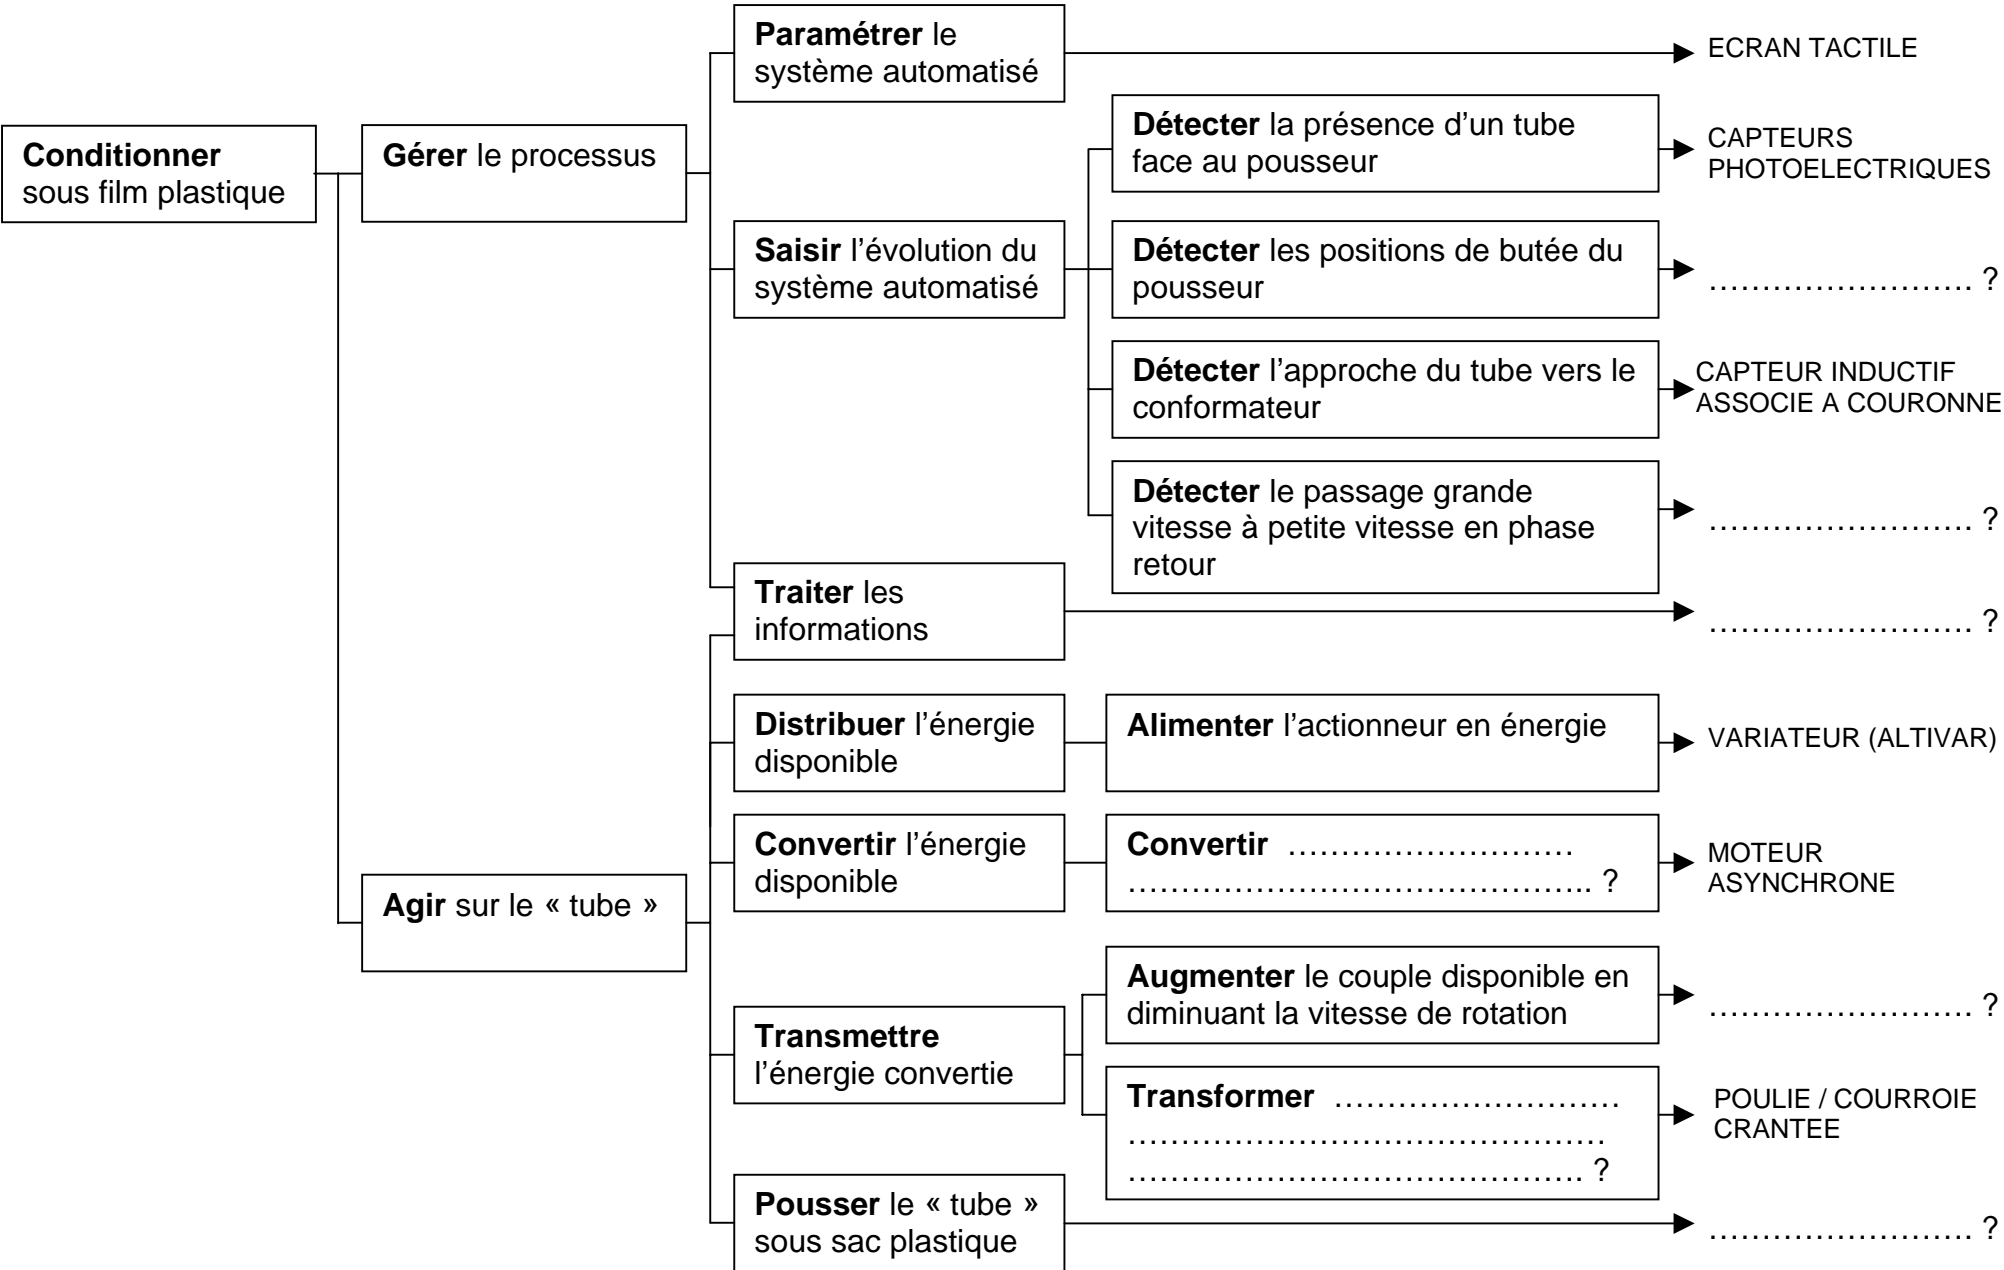 Paramétrer le
système automatisé
ECRAN TACTILE
Conditionner
sous film plastique
Gérer le processus
Détecter la présence d'un tube
face au pousseur
CAPTEURS
PHOTOELECTRIQUES
Saisir l'évolution du
système automatisé
Détecter les positions de butée du
pousseur
……………………. ?
Détecter l'approche du tube vers le
conformateur
CAPTEUR INDUCTIF
ASSOCIE A COURONNE
Détecter le passage grande
vitesse à petite vitesse en phase
retour
……………………. ?
Traiter les
informations
……………………. ?
Distribuer l'énergie
disponible
Alimenter l'actionneur en énergie
VARIATEUR (ALTIVAR)
Convertir l'énergie
disponible
Convertir ………………………
…………………………………….. ?
MOTEUR
ASYNCHRONE
Agir sur le « tube »
Augmenter le couple disponible en
diminuant la vitesse de rotation
……………………. ?
Transmettre
l'énergie convertie
Transformer ………………………
………………………………………
……………………………………. ?
POULIE / COURROIE
CRANTEE
Pousser le « tube »
sous sac plastique
……………………. ?